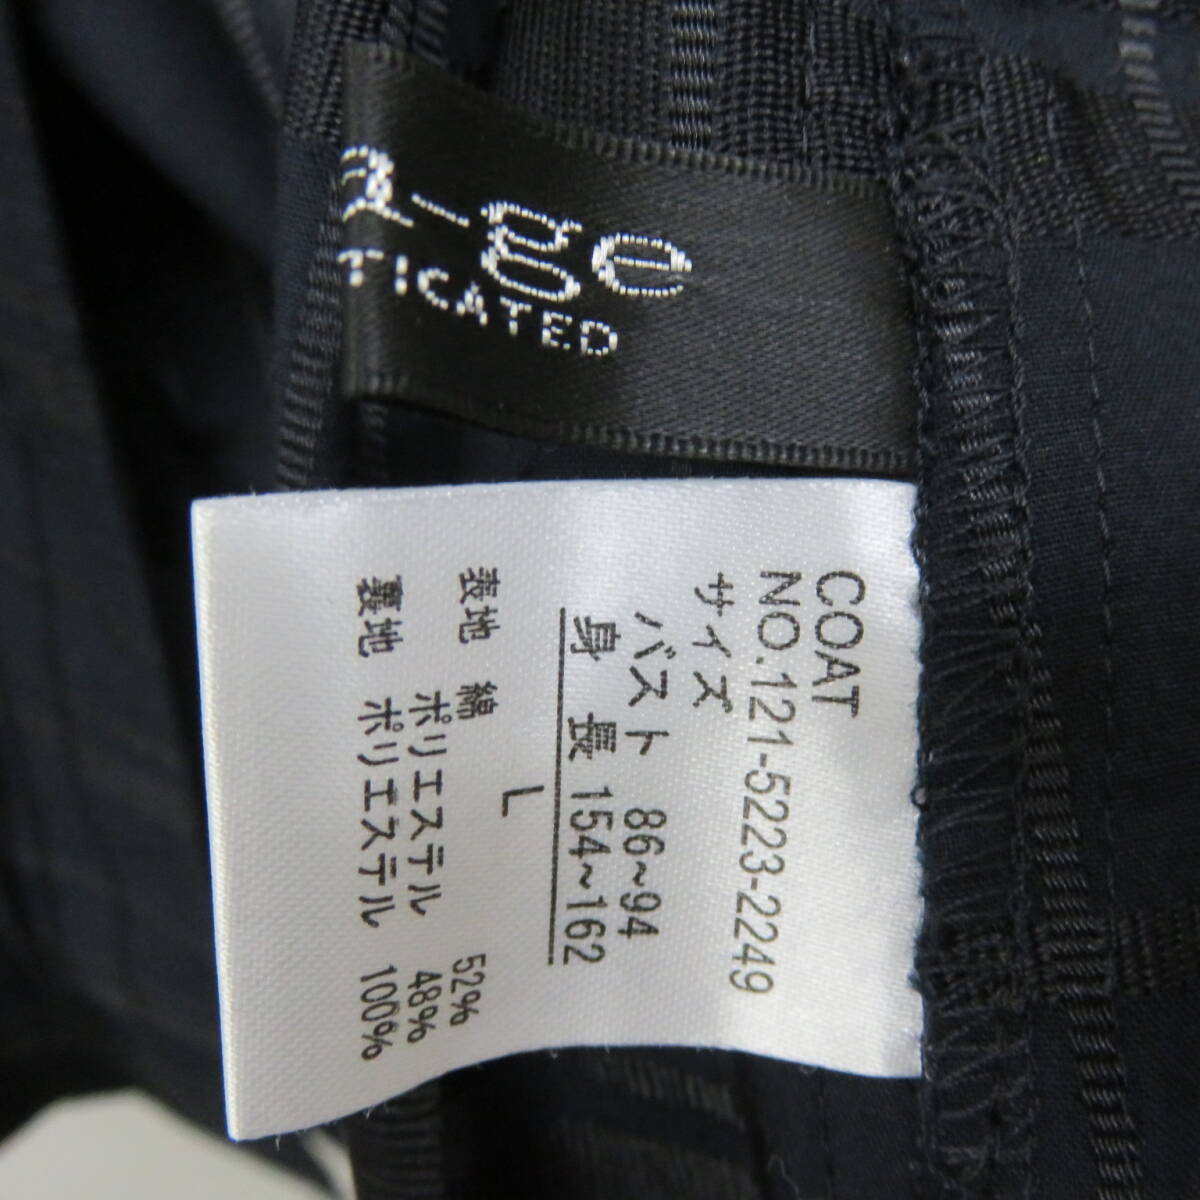 a-ge
TICATED
COAT
NO.121-5223-2249
サイズ
バスト 86~94
身 長 154~162
L
表地 綿 52%
ポリエステル 48%
裏地 ポリエステル 100%